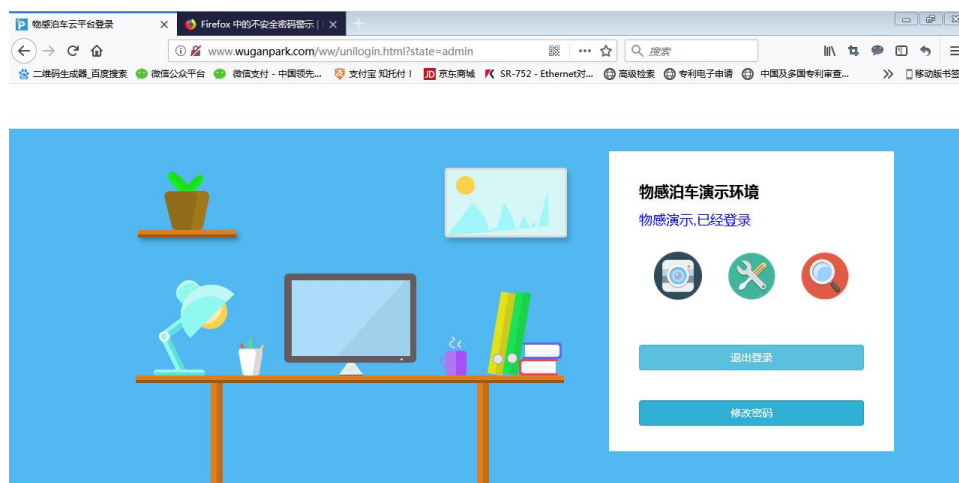 物感泊车云平台登录
Firefox 中的不安全密码警示 |
www.wuganpark.com/ww/unilogin.html?state=admin
搜索
二维码生成器_百度搜索 微信公众平台 微信支付 - 中国领先... 支付宝 知托付！ JD 京东商城 SR-752 - Ethernet对... 高级检索 专利电子申请 中国及多国专利审查... 移动版书签
物感泊车演示环境
物感演示,已经登录
退出登录
修改密码